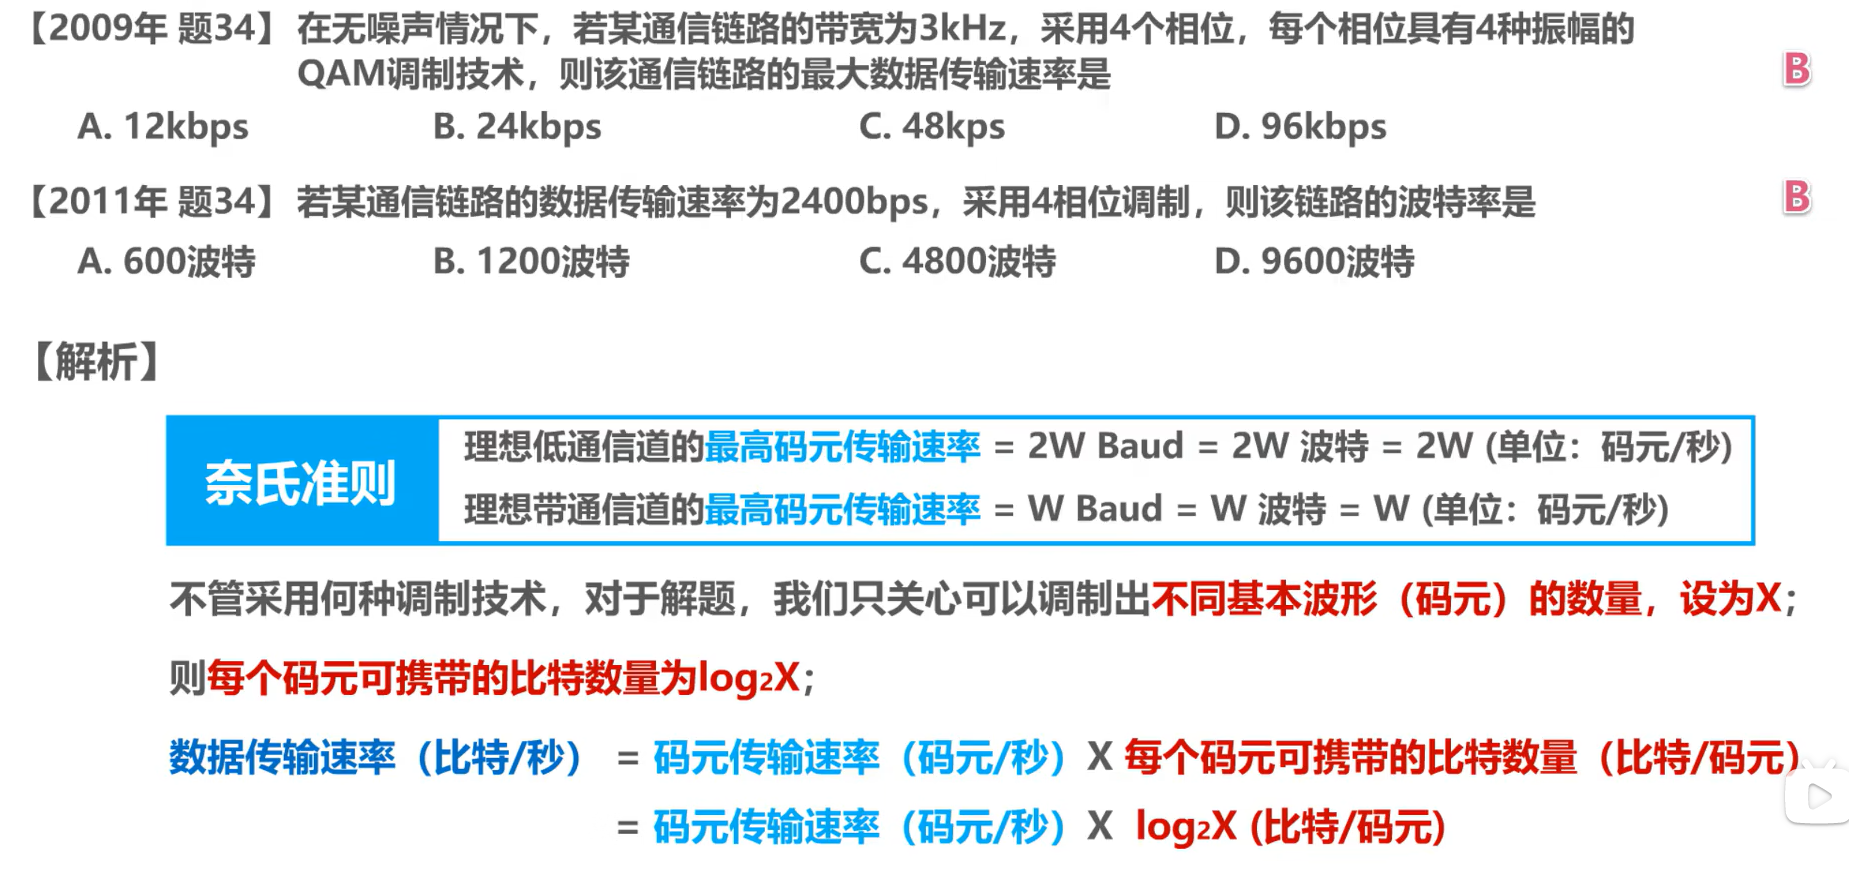 【2009年 题34】 在无噪声情况下，若某通信链路的带宽为3kHz，采用4个相位，每个相位具有4种振幅的
QAM调制技术，则该通信链路的最大数据传输速率是 B
A. 12kbps B. 24kbps C. 48kps D. 96kbps
【2011年 题34】 若某通信链路的数据传输速率为2400bps，采用4相位调制，则该链路的波特率是 B
A. 600波特 B. 1200波特 C. 4800波特 D. 9600波特
【解析】
奈氏准则
理想低通信道的最高码元传输速率 = 2W Baud = 2W 波特 = 2W (单位：码元/秒)
理想带通信道的最高码元传输速率 = W Baud = W 波特 = W (单位：码元/秒)
不管采用何种调制技术，对于解题，我们只关心可以调制出不同基本波形（码元）的数量，设为X；
则每个码元可携带的比特数量为log₂X；
数据传输速率（比特/秒） = 码元传输速率（码元/秒） X 每个码元可携带的比特数量（比特/码元）
= 码元传输速率（码元/秒） X log₂X (比特/码元)